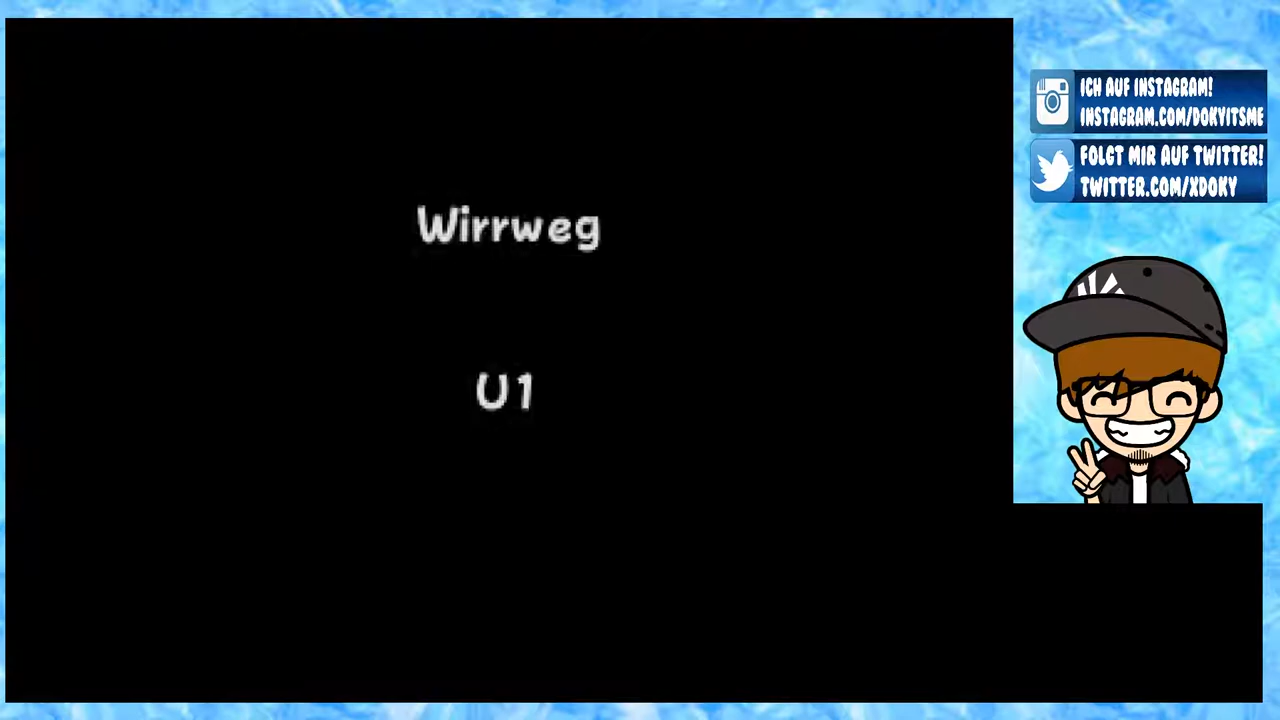 Wirrweg
U1
ICH AUF INSTAGRAM!
INSTAGRAM.COM/DOKYITSME
FOLGT MIR AUF TWITTER!
TWITTER.COM/XDOKY